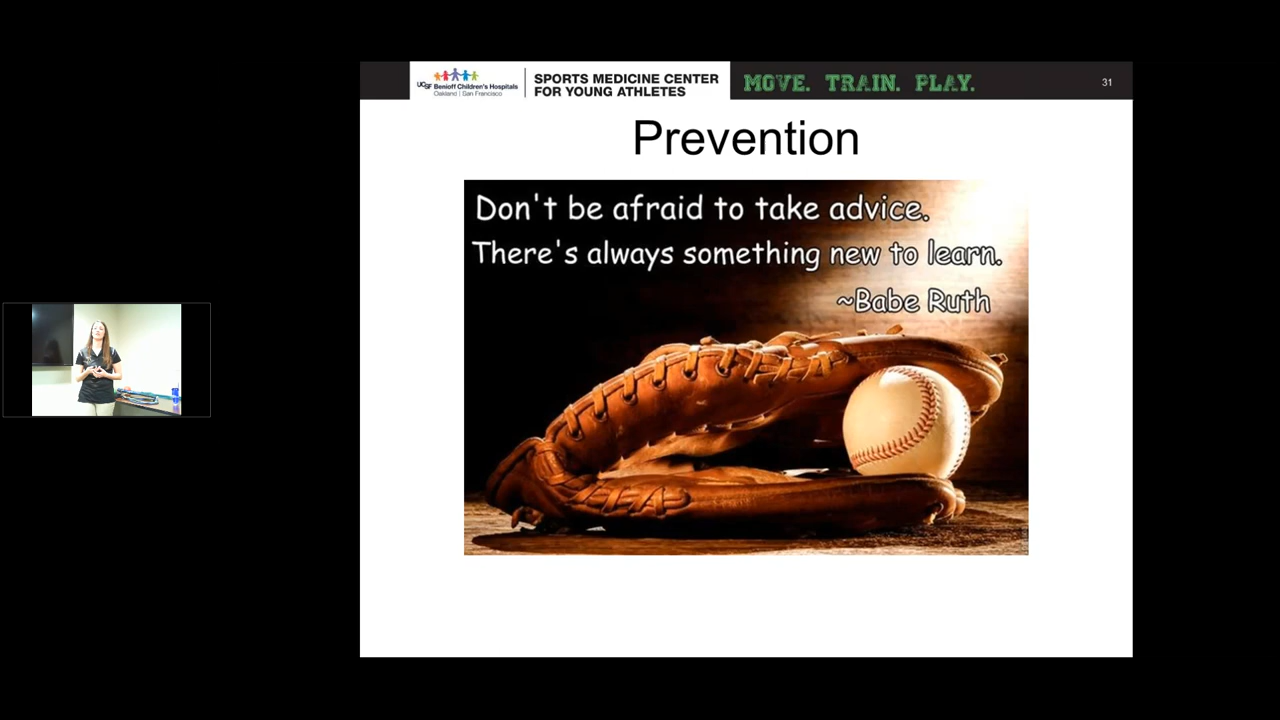 UCSF Benioff Children's Hospitals
Oakland | San Francisco
SPORTS MEDICINE CENTER
FOR YOUNG ATHLETES
MOVE. TRAIN. PLAY.
31
Prevention
Don't be afraid to take advice.
There's always something new to learn.
~Babe Ruth